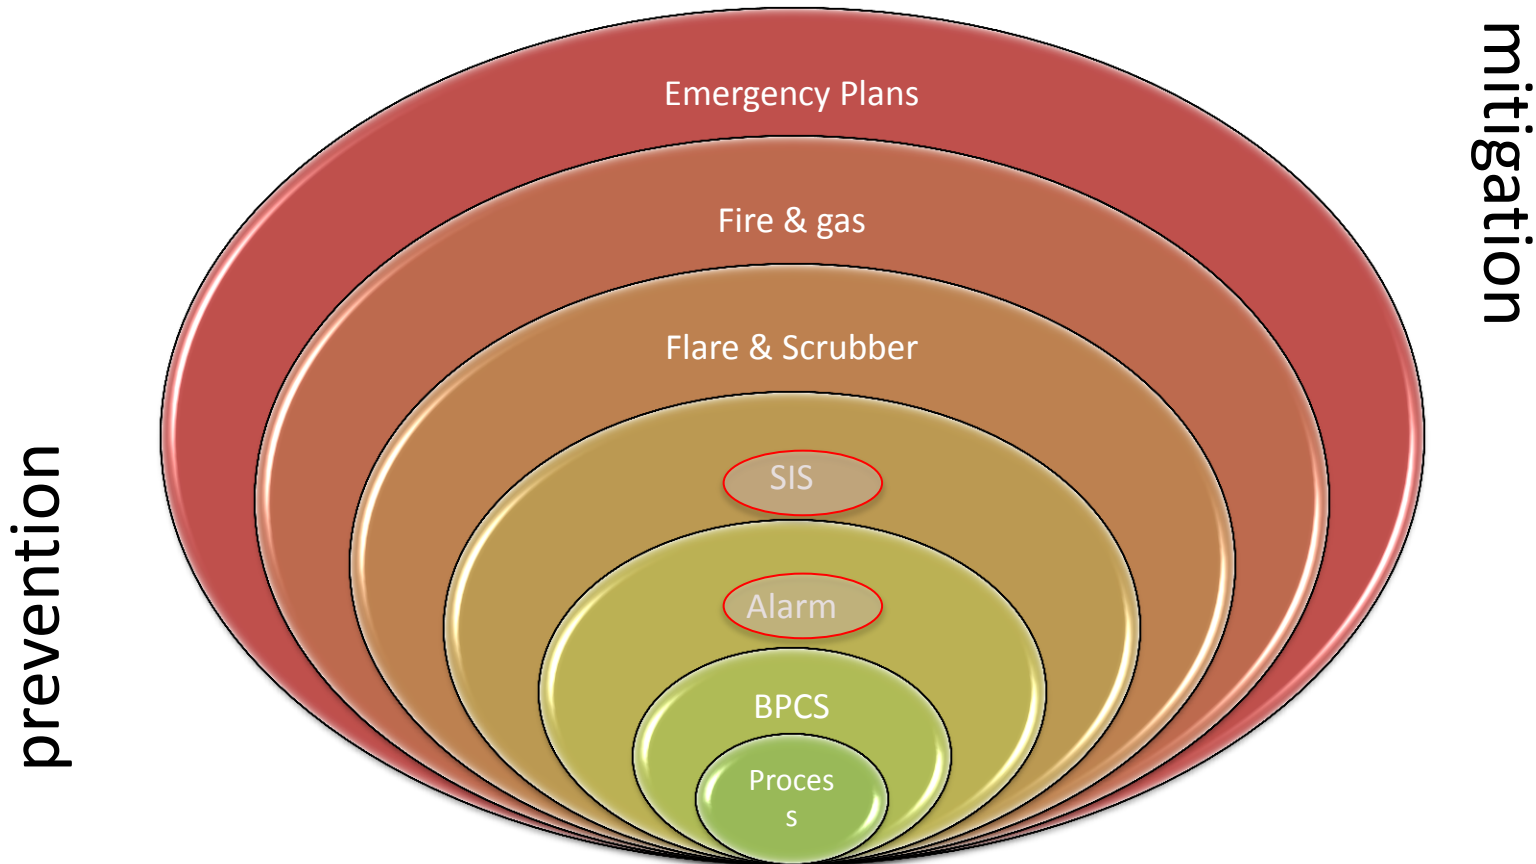 mitigation
Emergency Plans
Fire & gas
Flare & Scrubber
prevention
SIS
Alarm
BPCS
Proces
s